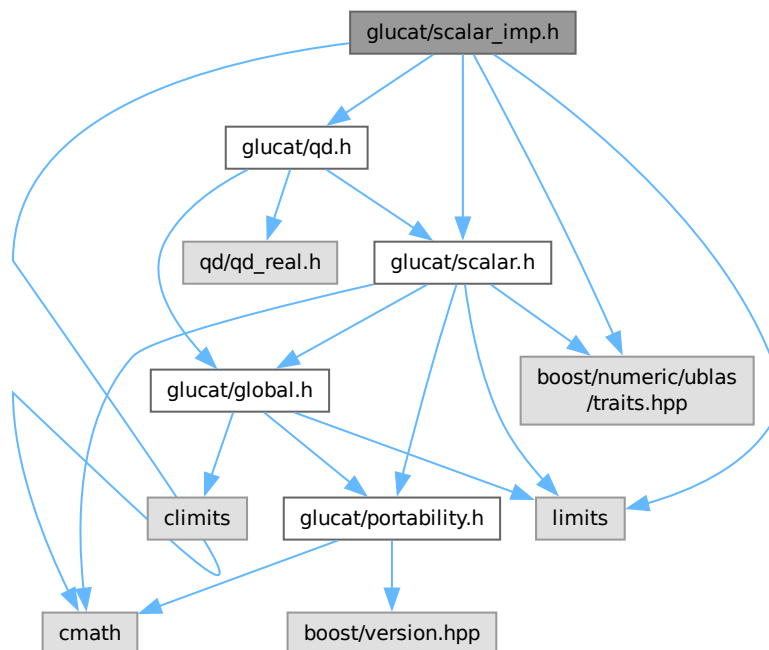 glucat/scalar_imp.h
glucat/qd.h
qd/qd_real.h
glucat/scalar.h
boost/numeric/ublas
/traits.hpp
glucat/global.h
climits
glucat/portability.h
limits
cmath
boost/version.hpp